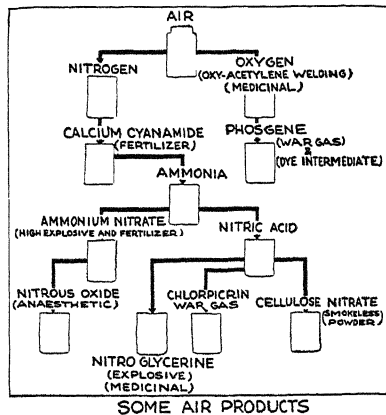 AIR
NITROGEN
OXYGEN
(OXY-ACETYLENE WELDING)
(MEDICINAL)
CALCIUM CYANAMIDE
(FERTILIZER)
PHOSGENE
(WAR GAS)
&
(DYE INTERMEDIATE)
AMMONIA
AMMONIUM NITRATE
(HIGH EXPLOSIVE AND FERTILIZER)
NITRIC ACID
NITROUS OXIDE
(ANAESTHETIC)
CHLORPICRIN
WAR GAS
CELLULOSE NITRATE
(SMOKELESS)
POWDER)
NITRO GLYCERINE
(EXPLOSIVE)
(MEDICINAL)
SOME AIR PRODUCTS